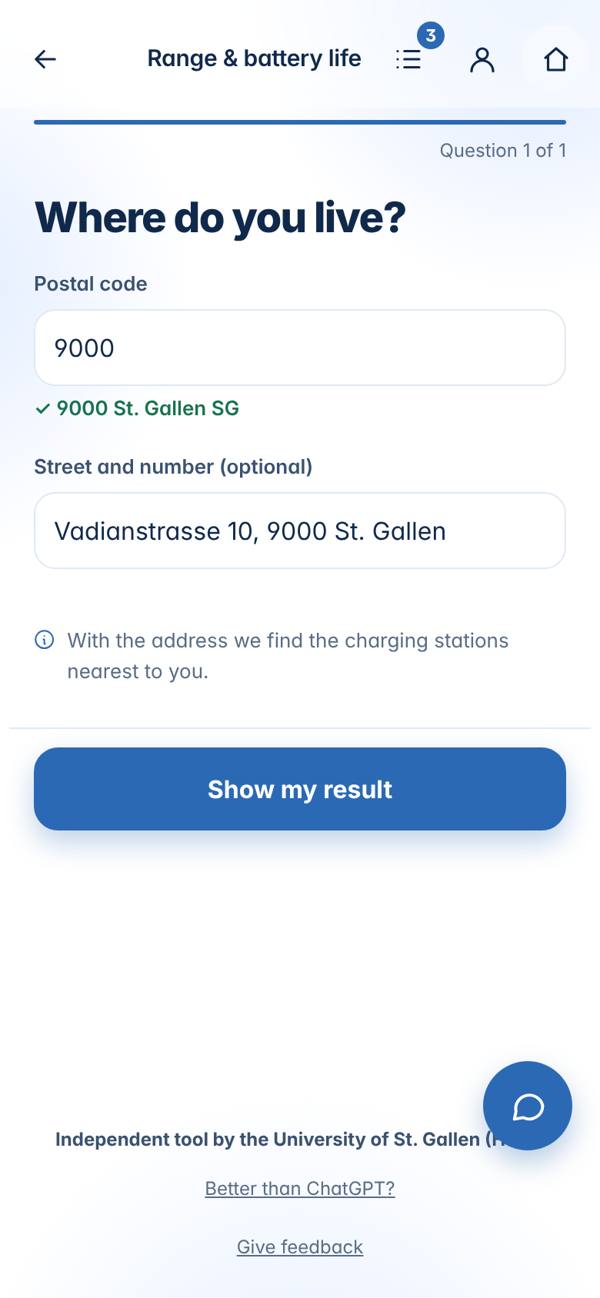 3
Range & battery life
Question 1 of 1
Where do you live?
Postal code
9000
✓ 9000 St. Gallen SG
Street and number (optional)
Vadianstrasse 10, 9000 St. Gallen
With the address we find the charging stations
nearest to you.
Show my result
Independent tool by the University of St. Gallen
Better than ChatGPT?
Give feedback